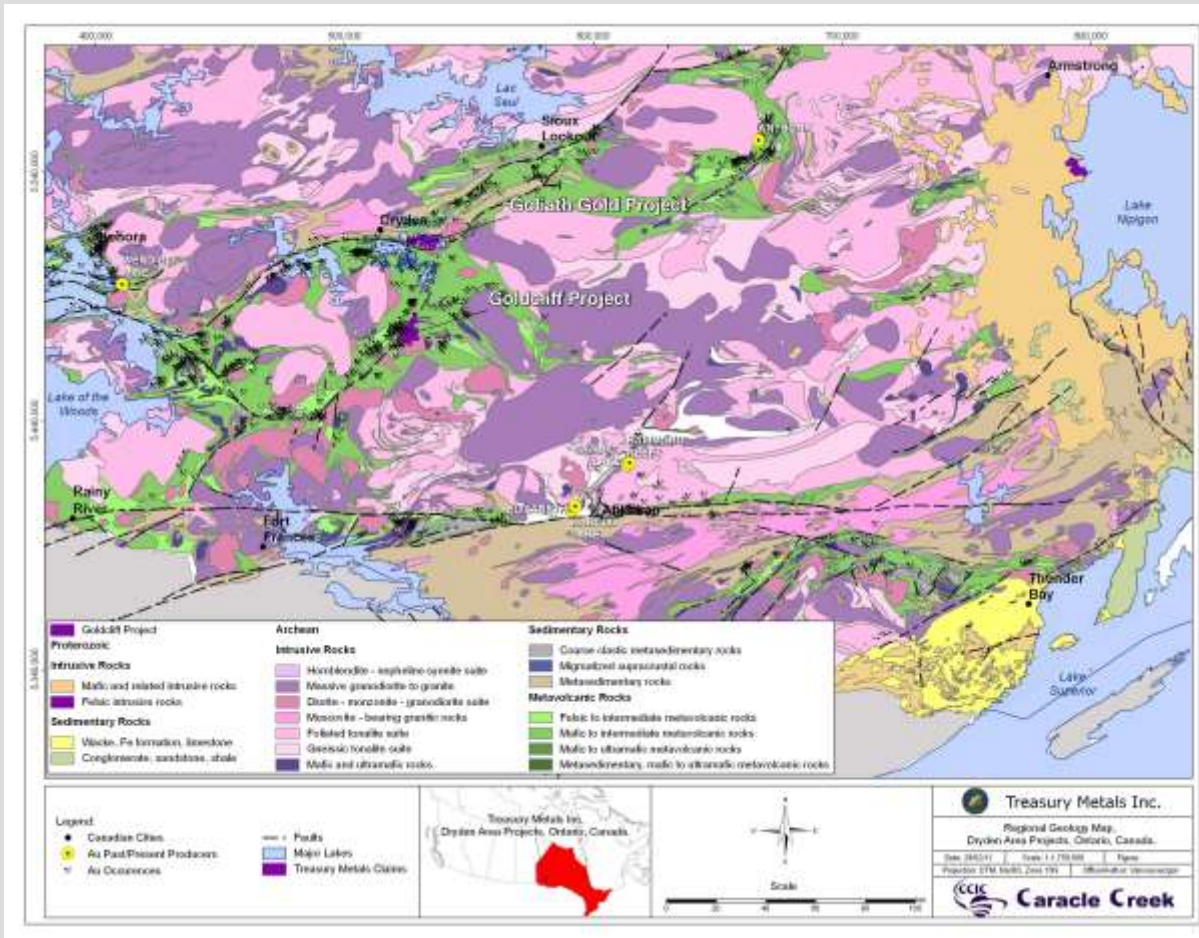 400,000 500,000 600,000 700,000 800,000
Armstrong
Lac
Seul
Sioux
Lookout
Lake
Nipigon
Goliath Gold Project
Dryden
Kenora
Goldcliff Project
Lake of the
Woods
Rainy
River
Fort
Frances
Thunder
Bay
Lake
Superior
Goldcliff Project
Proterozoic
Intrusive Rocks
Mafic and related intrusive rocks
Felsic intrusive rocks
Sedimentary Rocks
Wacke, Fe formation, limestone
Conglomerate, sandstone, shale
Archean
Intrusive Rocks
Hornblendite - nepheline syenite suite
Massive granodiorite to granite
Diorite - monzonite - granodiorite suite
Muscovite - bearing granitic rocks
Foliated tonalite suite
Gneissic tonalite suite
Mafic and ultramafic rocks
Sedimentary Rocks
Coarse clastic metasedimentary rocks
Migmatized supracrustal rocks
Metasedimentary rocks
Metavolcanic Rocks
Felsic to intermediate metavolcanic rocks
Mafic to intermediate metavolcanic rocks
Mafic to ultramafic metavolcanic rocks
Metasedimentary, mafic to ultramafic metavolcanic rocks
Legend
Canadian Cities
Au Past/Present Producers
Au Occurences
Faults
Major Lakes
Treasury Metals Claims
Treasury Metals Inc.
Dryden Area Projects, Ontario, Canada.
Scale
Treasury Metals Inc.
Regional Geology Map,
Dryden Area Projects, Ontario, Canada.
CCIC
Caracle Creek